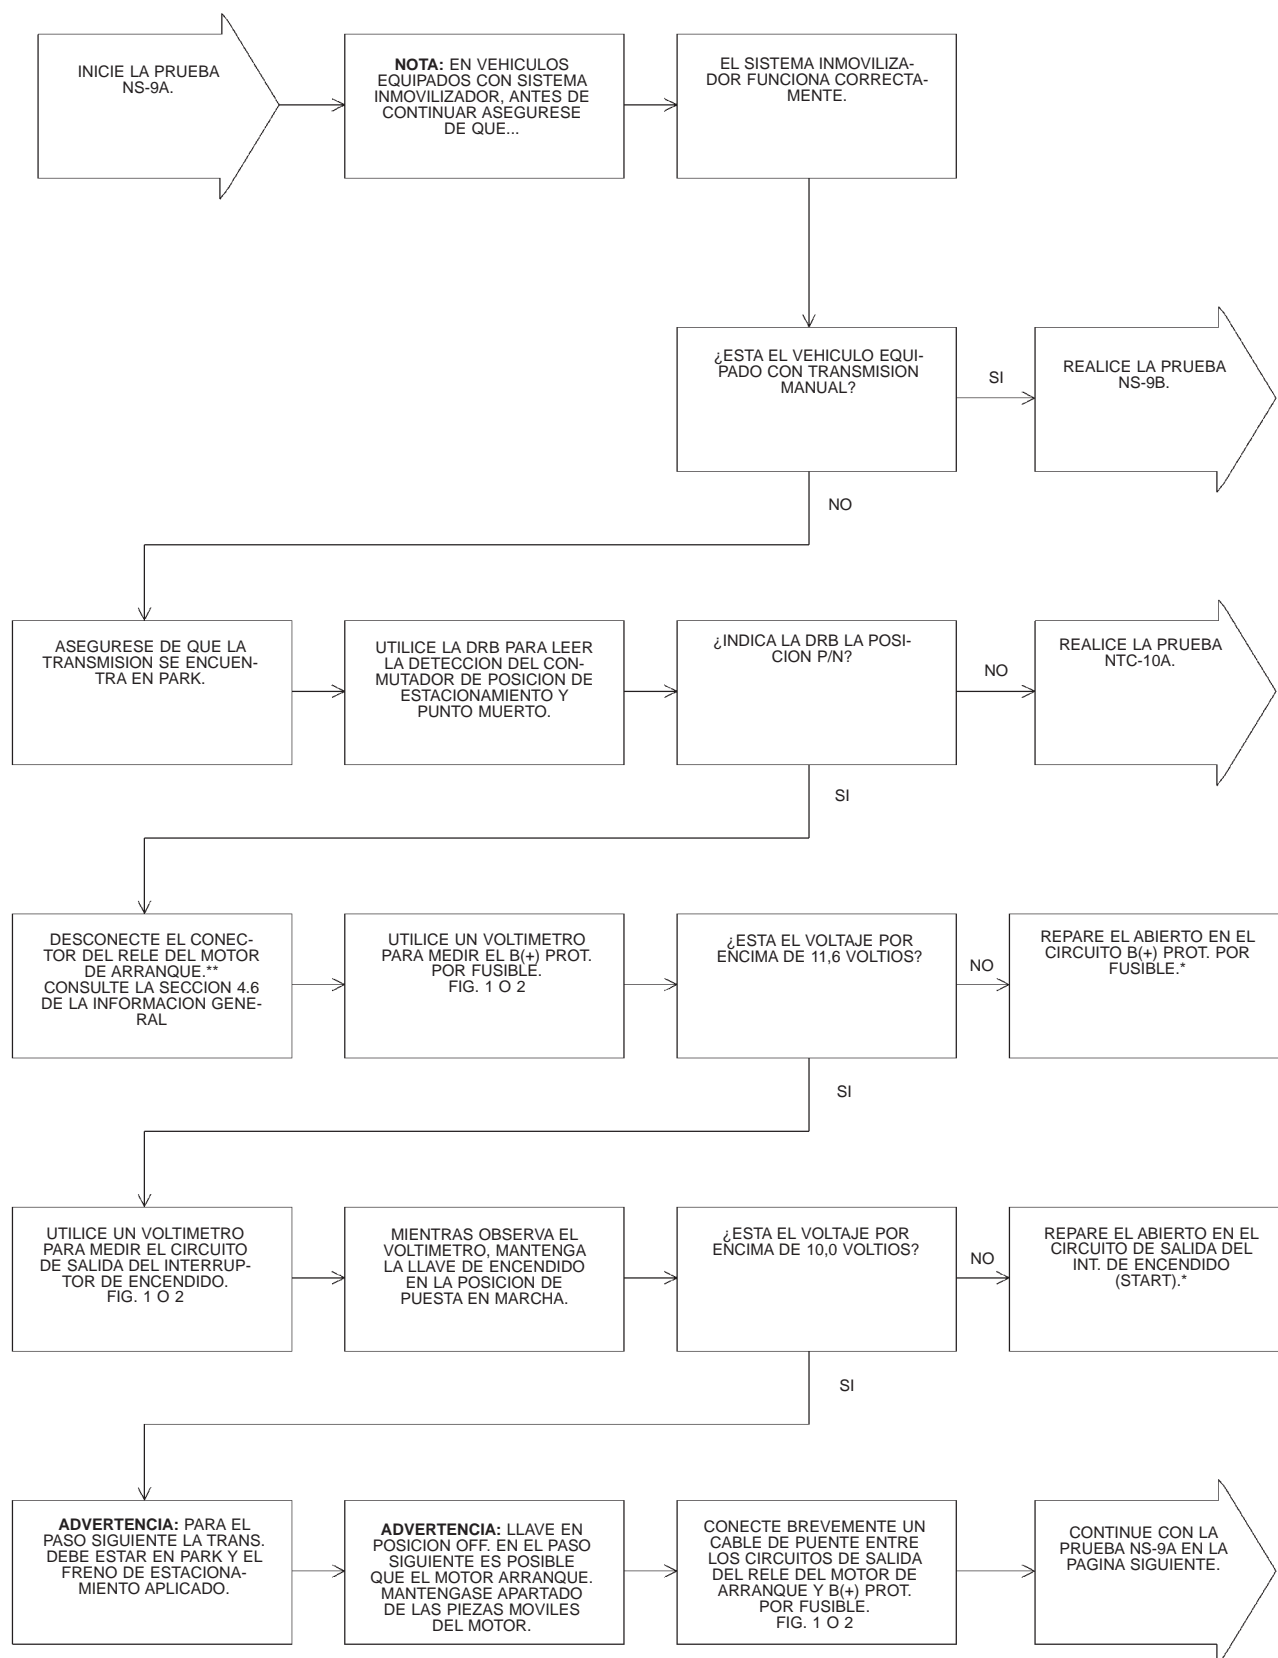 INICIE LA PRUEBA
NS-9A.
NOTA: EN VEHICULOS
EQUIPADOS CON SISTEMA
INMOVILIZADOR, ANTES DE
CONTINUAR ASEGURESE
DE QUE...
EL SISTEMA INMOVILIZA-
DOR FUNCIONA CORRECTA-
MENTE.
¿ESTA EL VEHICULO EQUI-
PADO CON TRANSMISION
MANUAL?
SI
REALICE LA PRUEBA
NS-9B.
NO
ASEGURESE DE QUE LA
TRANSMISION SE ENCUEN-
TRA EN PARK.
UTILICE LA DRB PARA LEER
LA DETECCION DEL CON-
MUTADOR DE POSICION DE
ESTACIONAMIENTO Y
PUNTO MUERTO.
¿INDICA LA DRB LA POSI-
CION P/N?
NO
REALICE LA PRUEBA
NTC-10A.
SI
DESCONECTE EL CONEC-
TOR DEL RELE DEL MOTOR
DE ARRANQUE.**
CONSULTE LA SECCION 4.6
DE LA INFORMACION GENE-
RAL
UTILICE UN VOLTIMETRO
PARA MEDIR EL B(+) PROT.
POR FUSIBLE.
FIG. 1 O 2
¿ESTA EL VOLTAJE POR
ENCIMA DE 11,6 VOLTIOS?
NO
REPARE EL ABIERTO EN EL
CIRCUITO B(+) PROT. POR
FUSIBLE.*
SI
UTILICE UN VOLTIMETRO
PARA MEDIR EL CIRCUITO
DE SALIDA DEL INTERRUP-
TOR DE ENCENDIDO.
FIG. 1 O 2
MIENTRAS OBSERVA EL
VOLTIMETRO, MANTENGA
LA LLAVE DE ENCENDIDO
EN LA POSICION DE
PUESTA EN MARCHA.
¿ESTA EL VOLTAJE POR
ENCIMA DE 10,0 VOLTIOS?
NO
REPARE EL ABIERTO EN EL
CIRCUITO DE SALIDA DEL
INT. DE ENCENDIDO
(START).*
SI
ADVERTENCIA: PARA EL
PASO SIGUIENTE LA TRANS.
DEBE ESTAR EN PARK Y EL
FRENO DE ESTACIONA-
MIENTO APLICADO.
ADVERTENCIA: LLAVE EN
POSICION OFF. EN EL PASO
SIGUIENTE ES POSIBLE
QUE EL MOTOR ARRANQUE.
MANTENGASE APARTADO
DE LAS PIEZAS MOVILES
DEL MOTOR.
CONECTE BREVEMENTE UN
CABLE DE PUENTE ENTRE
LOS CIRCUITOS DE SALIDA
DEL RELE DEL MOTOR DE
ARRANQUE Y B(+) PROT.
POR FUSIBLE.
FIG. 1 O 2
CONTINUE CON LA
PRUEBA NS-9A EN LA
PAGINA SIGUIENTE.